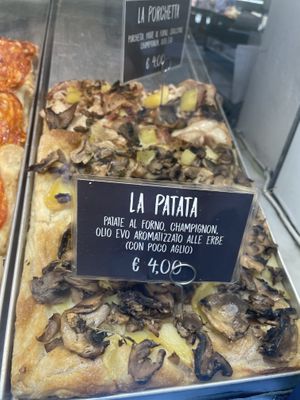 LA PORCHETTA
€ 4,00
LA PATATA
PATATE AL FORNO, CHAMPIGNON,
OLIO EVO AROMATIZZATO ALLE ERBE
(CON POCO AGLIO)
€ 4,00